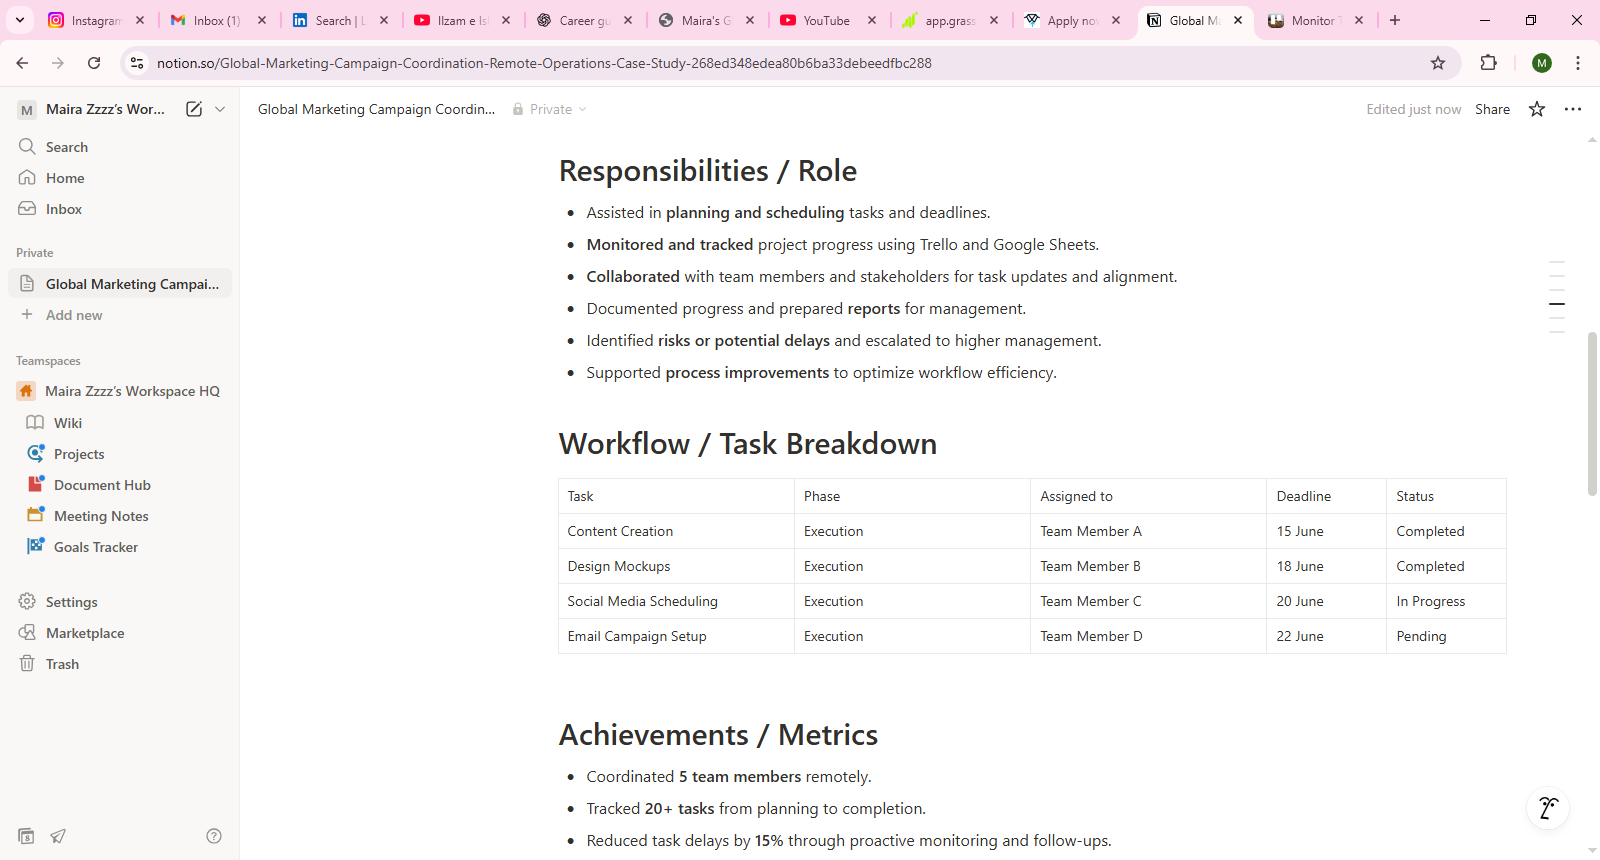 Instagram
Inbox (1)
Search | L
Ilzam e Is
Career gu
Maira's G
YouTube
app.grass
Apply no
Global M
Monitor T
notion.so/Global-Marketing-Campaign-Coordination-Remote-Operations-Case-Study-268ed348edea80b6ba33debeedfbc288
M
M
Maira Zzzz's Wor...
Global Marketing Campaign Coordin...
Private
Edited just now
Share
Search
Home
Inbox
Private
Global Marketing Campai...
Add new
Teamspaces
Maira Zzzz's Workspace HQ
Wiki
Projects
Document Hub
Meeting Notes
Goals Tracker
Settings
Marketplace
Trash
Responsibilities / Role
• Assisted in planning and scheduling tasks and deadlines.
• Monitored and tracked project progress using Trello and Google Sheets.
• Collaborated with team members and stakeholders for task updates and alignment.
• Documented progress and prepared reports for management.
• Identified risks or potential delays and escalated to higher management.
• Supported process improvements to optimize workflow efficiency.
Workflow / Task Breakdown
Task Phase Assigned to Deadline Status
Content Creation Execution Team Member A 15 June Completed
Design Mockups Execution Team Member B 18 June Completed
Social Media Scheduling Execution Team Member C 20 June In Progress
Email Campaign Setup Execution Team Member D 22 June Pending
Achievements / Metrics
• Coordinated 5 team members remotely.
• Tracked 20+ tasks from planning to completion.
• Reduced task delays by 15% through proactive monitoring and follow-ups.